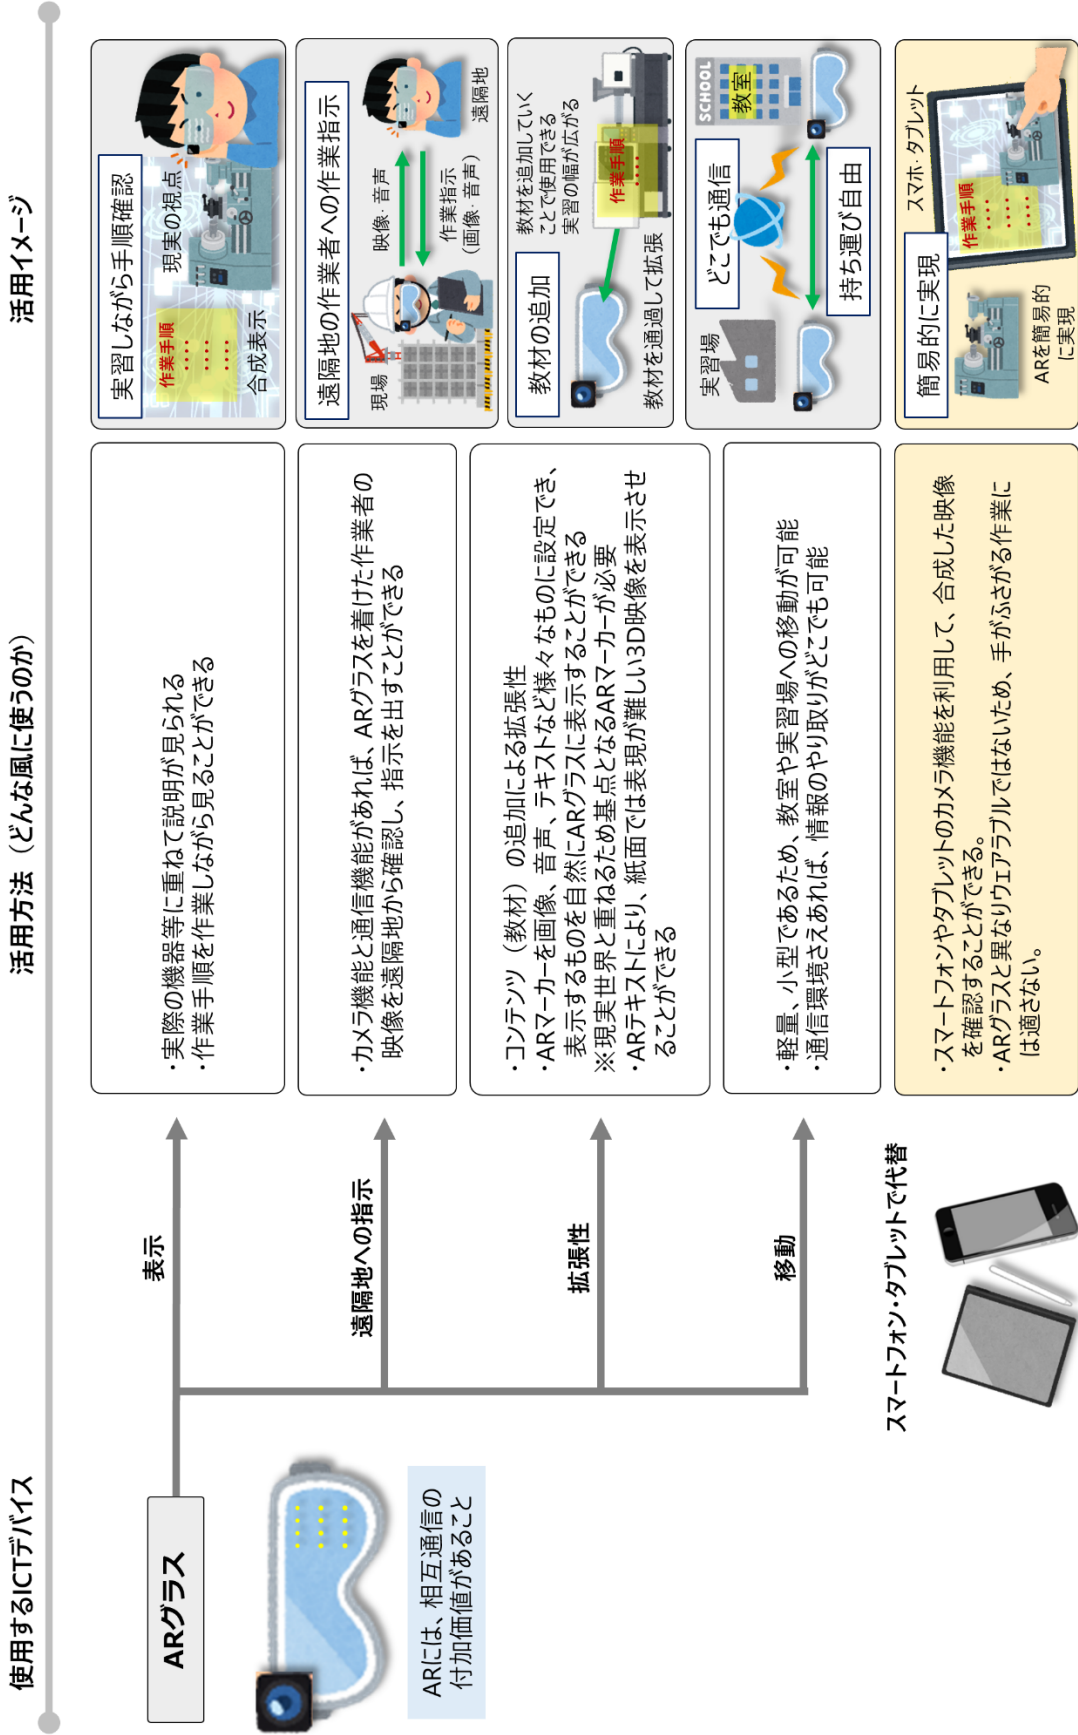 使用するICTデバイス
活用方法（どんな風に使うのか）
活用イメージ
ARグラス
ARには、相互通信の
付加価値があること
表示
・実際の機器等に重ねて説明が見られる
・作業手順を作業しながら見ることができる
実習しながら手順確認
現実の視点
作業手順
合成表示
遠隔地への指示
・カメラ機能と通信機能があれば、ARグラスを着けた作業者の
映像を遠隔地から確認し、指示を出すことができる
遠隔地の作業者への作業指示
現場
映像・音声
作業指示
（画像・音声）
遠隔地
拡張性
・コンテンツ（教材）の追加による拡張性
・ARマーカーを画像、音声、テキストなど様々なものに設定でき、
表示するものを自然にARグラスに表示することができる
※現実世界と重ねるため基点となるARマーカーが必要
・ARテキストにより、紙面では表現が難しい3D映像を表示させ
ることができる
教材の追加
教材を追加していく
ことで使用できる
実習の幅が広がる
作業手順
教材を通過して拡張
移動
・軽量、小型であるため、教室や実習場への移動が可能
・通信環境さえあれば、情報のやり取りがどこでも可能
実習場
どこでも通信
SCHOOL
教室
持ち運び自由
スマートフォン・タブレットで代替
・スマートフォンやタブレットのカメラ機能を利用して、合成した映像
を確認することができる。
・ARグラスと異なりウェアラブルではないため、手がふさがる作業に
は適さない。
簡易的に実現
スマホ・タブレット
作業手順
ARを簡易的
に実現